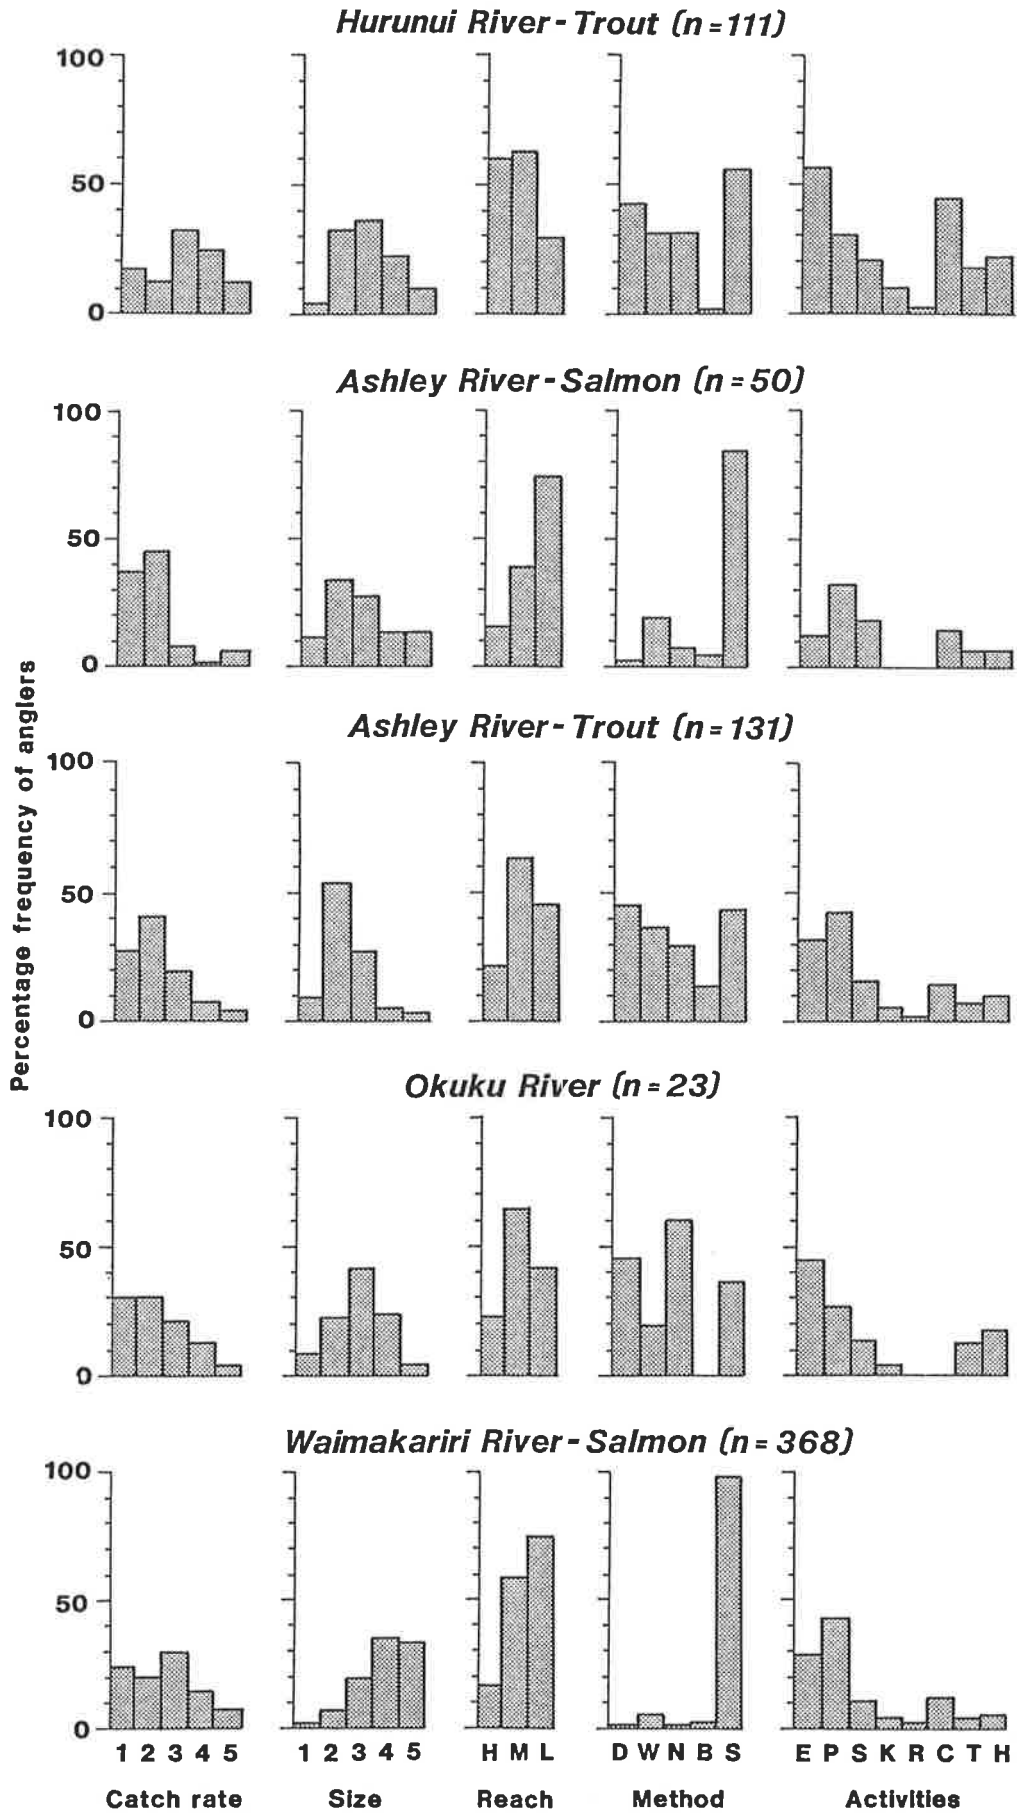 Hurunui River-Trout (n=111)
100
50
0
Ashley River-Salmon (n=50)
100
50
0
Ashley River-Trout (n=131)
100
50
0
Percentage frequency of anglers
Okuku River (n=23)
100
50
0
Waimakariri River-Salmon (n=368)
100
50
0
1 2 3 4 5 1 2 3 4 5 H M L D W N B S E P S K R C T H
Catch rate Size Reach Method Activities